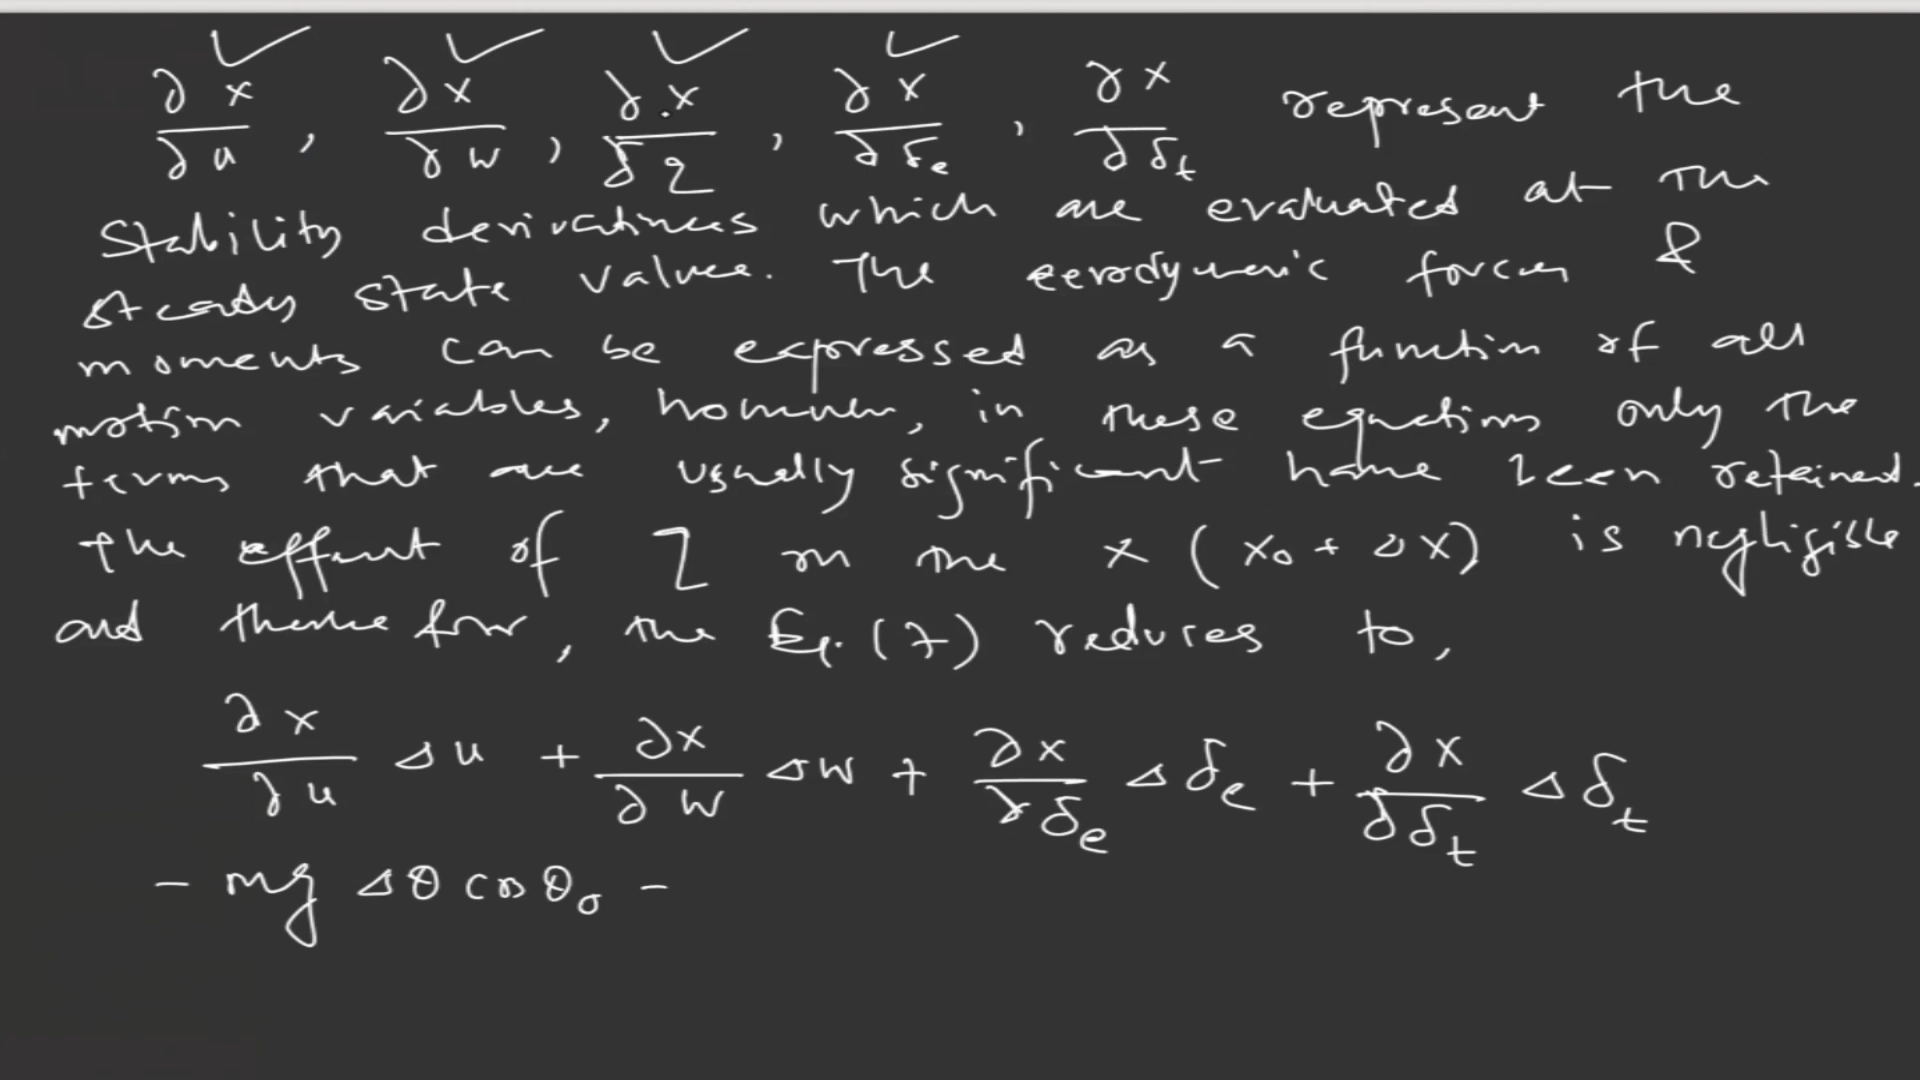 ∂x/∂u, ∂x/∂w, ∂x/∂q, ∂x/∂δe, ∂x/∂δt represent the
stability derivatives which are evaluated at the
steady state values. The aerodynamic forces &
moments can be expressed as a function of all
motion variables, however, in these equations only the
terms that are usually significant have been retained.
the effect of q on the x (x₀ + Δx) is negligible
and therefore, the Eq. (7) reduces to,
∂x/∂u Δu + ∂x/∂w Δw + ∂x/∂δe Δδe + ∂x/∂δt Δδt
- mg Δθ cos θ₀ -